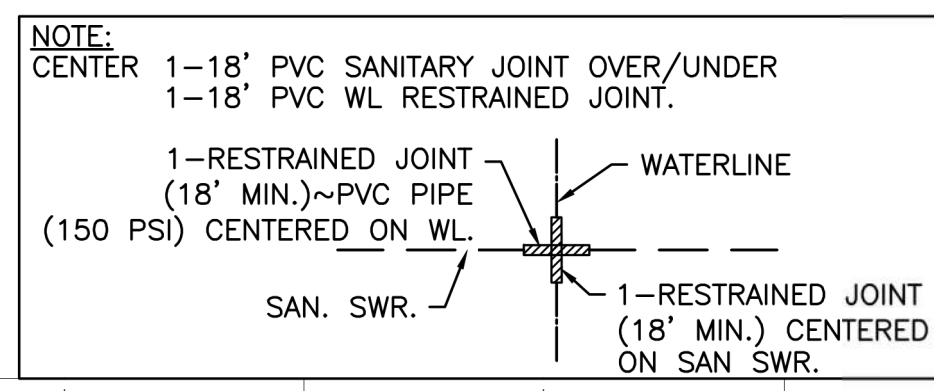 NOTE:
CENTER 1-18' PVC SANITARY JOINT OVER/UNDER
1-18' PVC WL RESTRAINED JOINT.
1-RESTRAINED JOINT
(18' MIN.)~PVC PIPE
(150 PSI) CENTERED ON WL.
WATERLINE
SAN. SWR.
1-RESTRAINED JOINT
(18' MIN.) CENTERED
ON SAN SWR.